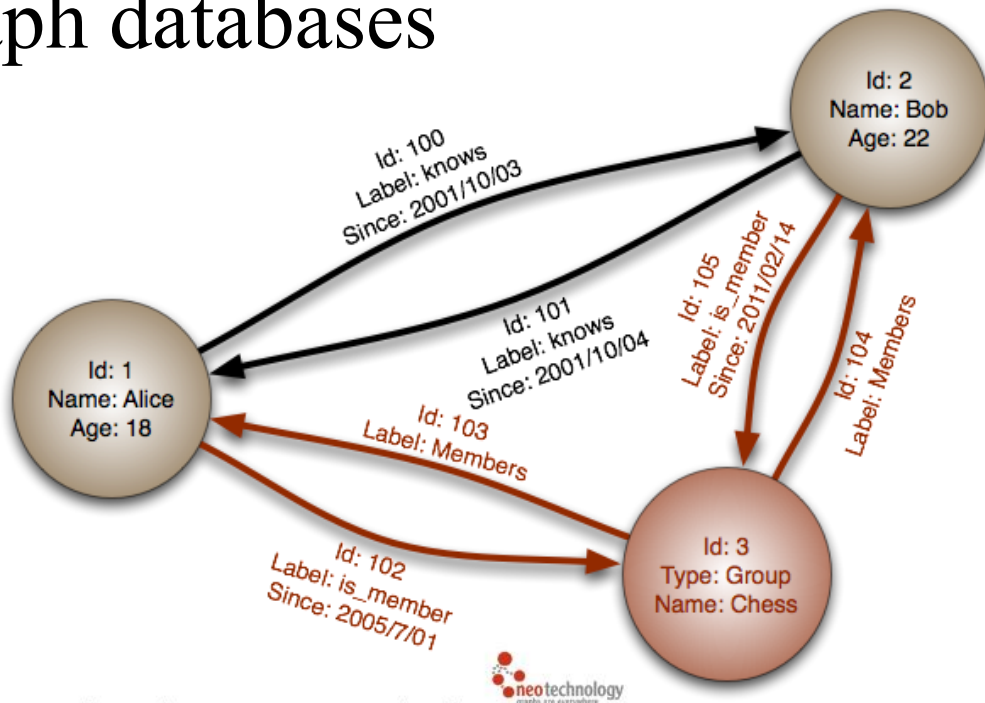 ph databases
Id: 2
Name: Bob
Age: 22
Id: 100
Label: knows
Since: 2001/10/03
Id: 101
Label: knows
Since: 2001/10/04
Id: 105
Label: is_member
Since: 2011/02/14
Id: 104
Label: Members
Id: 1
Name: Alice
Age: 18
Id: 103
Label: Members
Id: 102
Label: is_member
Since: 2005/7/01
Id: 3
Type: Group
Name: Chess
neotechnology
graphs are everywhere